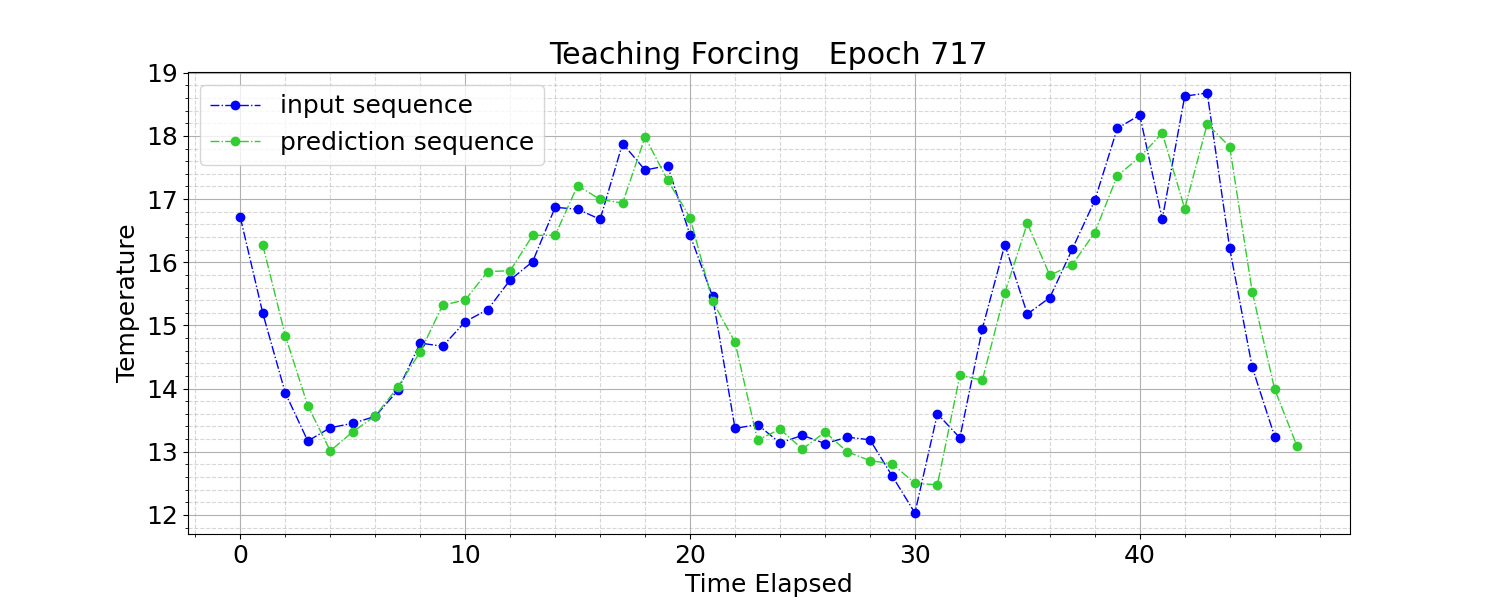 Teaching Forcing   Epoch 717
input sequence
prediction sequence
19
18
17
16
15
14
13
12
Temperature
0 10 20 30 40
Time Elapsed